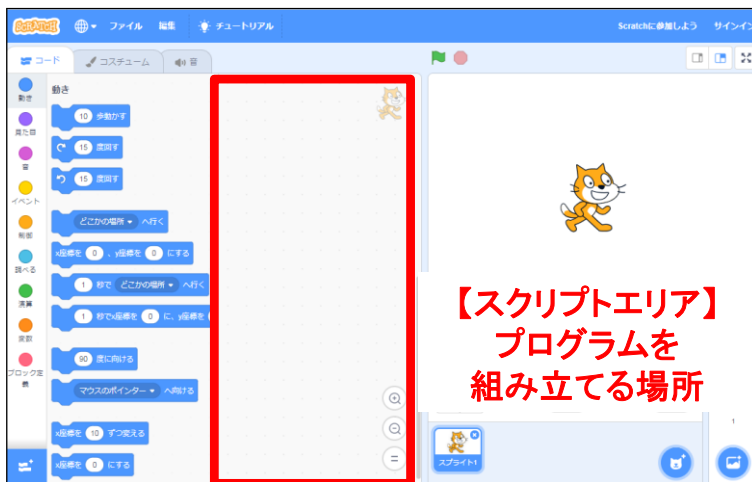 SCRATCH
ファイル
編集
チュートリアル
Scratchに参加しよう
サインイン
コード
コスチューム
音
動き
見た目
音
イベント
制御
調べる
演算
変数
ブロック定義
動き
10 歩動かす
15 度回す
15 度回す
どこかの場所 へ行く
x座標を 0 、y座標を 0 にする
1 秒で どこかの場所 へ行く
1 秒でx座標を 0 に、y座標を
90 度に向ける
マウスのポインター へ向ける
x座標を 10 ずつ変える
x座標を 0 にする
【スクリプトエリア】
プログラムを
組み立てる場所
スプライト1
1